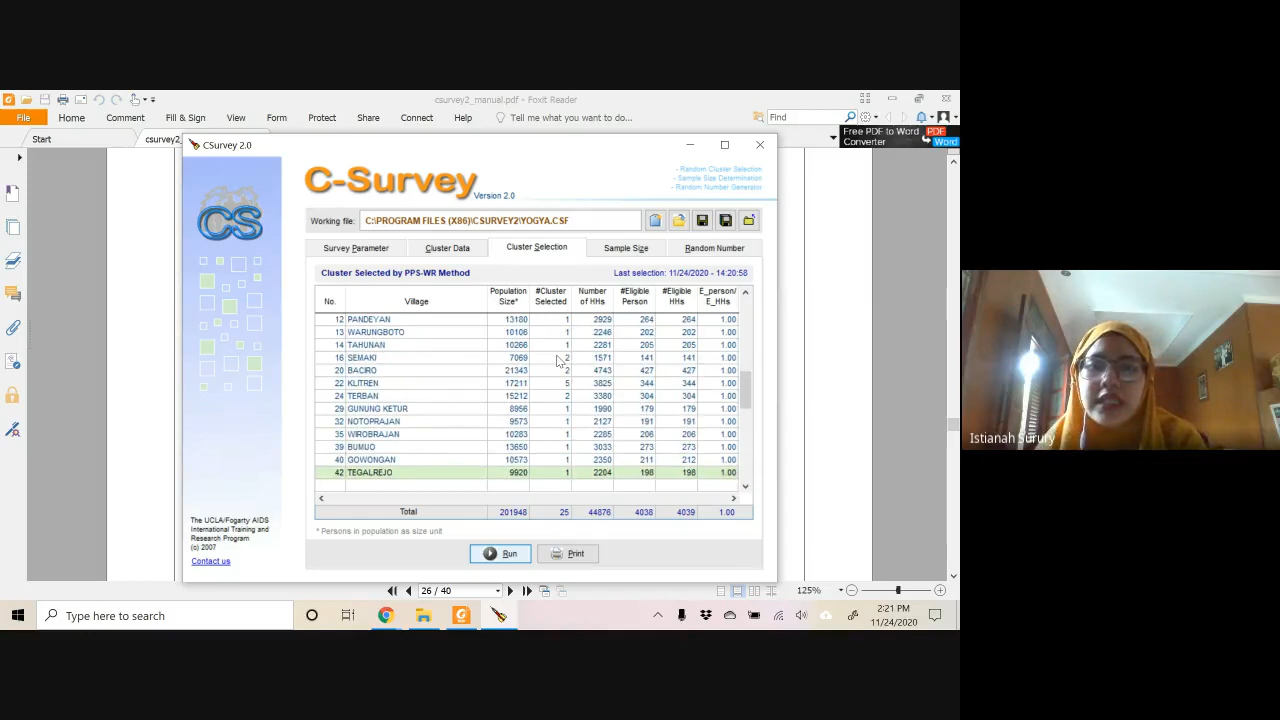 csurvey2_manual.pdf - Foxit Reader
File Home Comment Fill & Sign View Form Protect Share Connect Help Tell me what you want to do... Find
Start csurvey2_
Free PDF to Word Converter PDF Word
CSurvey 2.0
CS
C-Survey Version 2.0
- Random Cluster Selection
- Sample Size Determination
- Random Number Generator
Working file: C:\PROGRAM FILES (X86)\CSURVEY2\YOGYA.CSF
Survey Parameter Cluster Data Cluster Selection Sample Size Random Number
Cluster Selected by PPS-WR Method Last selection: 11/24/2020 - 14:20:58
No. Village Population Size* #Cluster Selected Number of HHs #Eligible Person #Eligible HHs E_person/ E_HHs
12 PANDEYAN 13180 1 2929 264 264 1.00
13 WARUNGBOTO 10106 1 2246 202 202 1.00
14 TAHUNAN 10266 1 2281 205 205 1.00
16 SEMAKI 7069 2 1571 141 141 1.00
20 BACIRO 21343 2 4743 427 427 1.00
22 KLITREN 17211 5 3825 344 344 1.00
24 TERBAN 15212 2 3380 304 304 1.00
29 GUNUNG KETUR 8956 1 1990 179 179 1.00
32 NOTOPRAJAN 9573 1 2127 191 191 1.00
35 WIROBRAJAN 10283 1 2285 206 206 1.00
39 BUMIJO 13650 1 3033 273 273 1.00
40 GOWONGAN 10573 1 2350 211 212 1.00
42 TEGALREJO 9920 1 2204 198 198 1.00
Total 201948 25 44876 4038 4039 1.00
* Persons in population as size unit
Run Print
The UCLA/Fogarty AIDS
International Training and
Research Program
(c) 2007
Contact us
26 / 40 125%
Type here to search
2:21 PM
11/24/2020
Istianah Surury